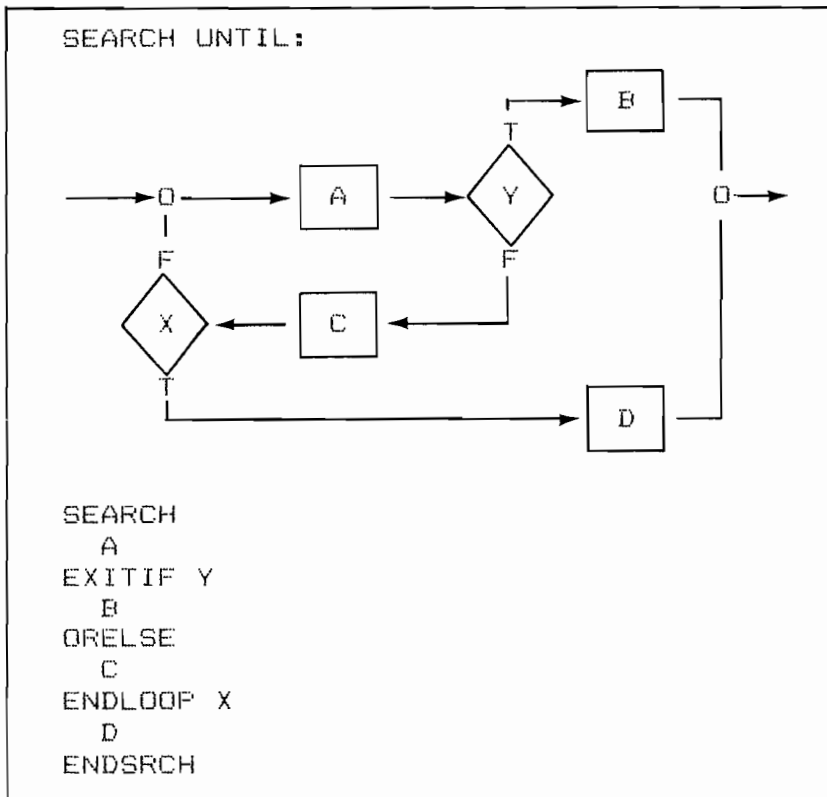 SEARCH UNTIL:
B
T
O
A
Y
O
F
F
X
C
T
D
SEARCH
A
EXITIF Y
B
ORELSE
C
ENDLOOP X
D
ENDSRCH